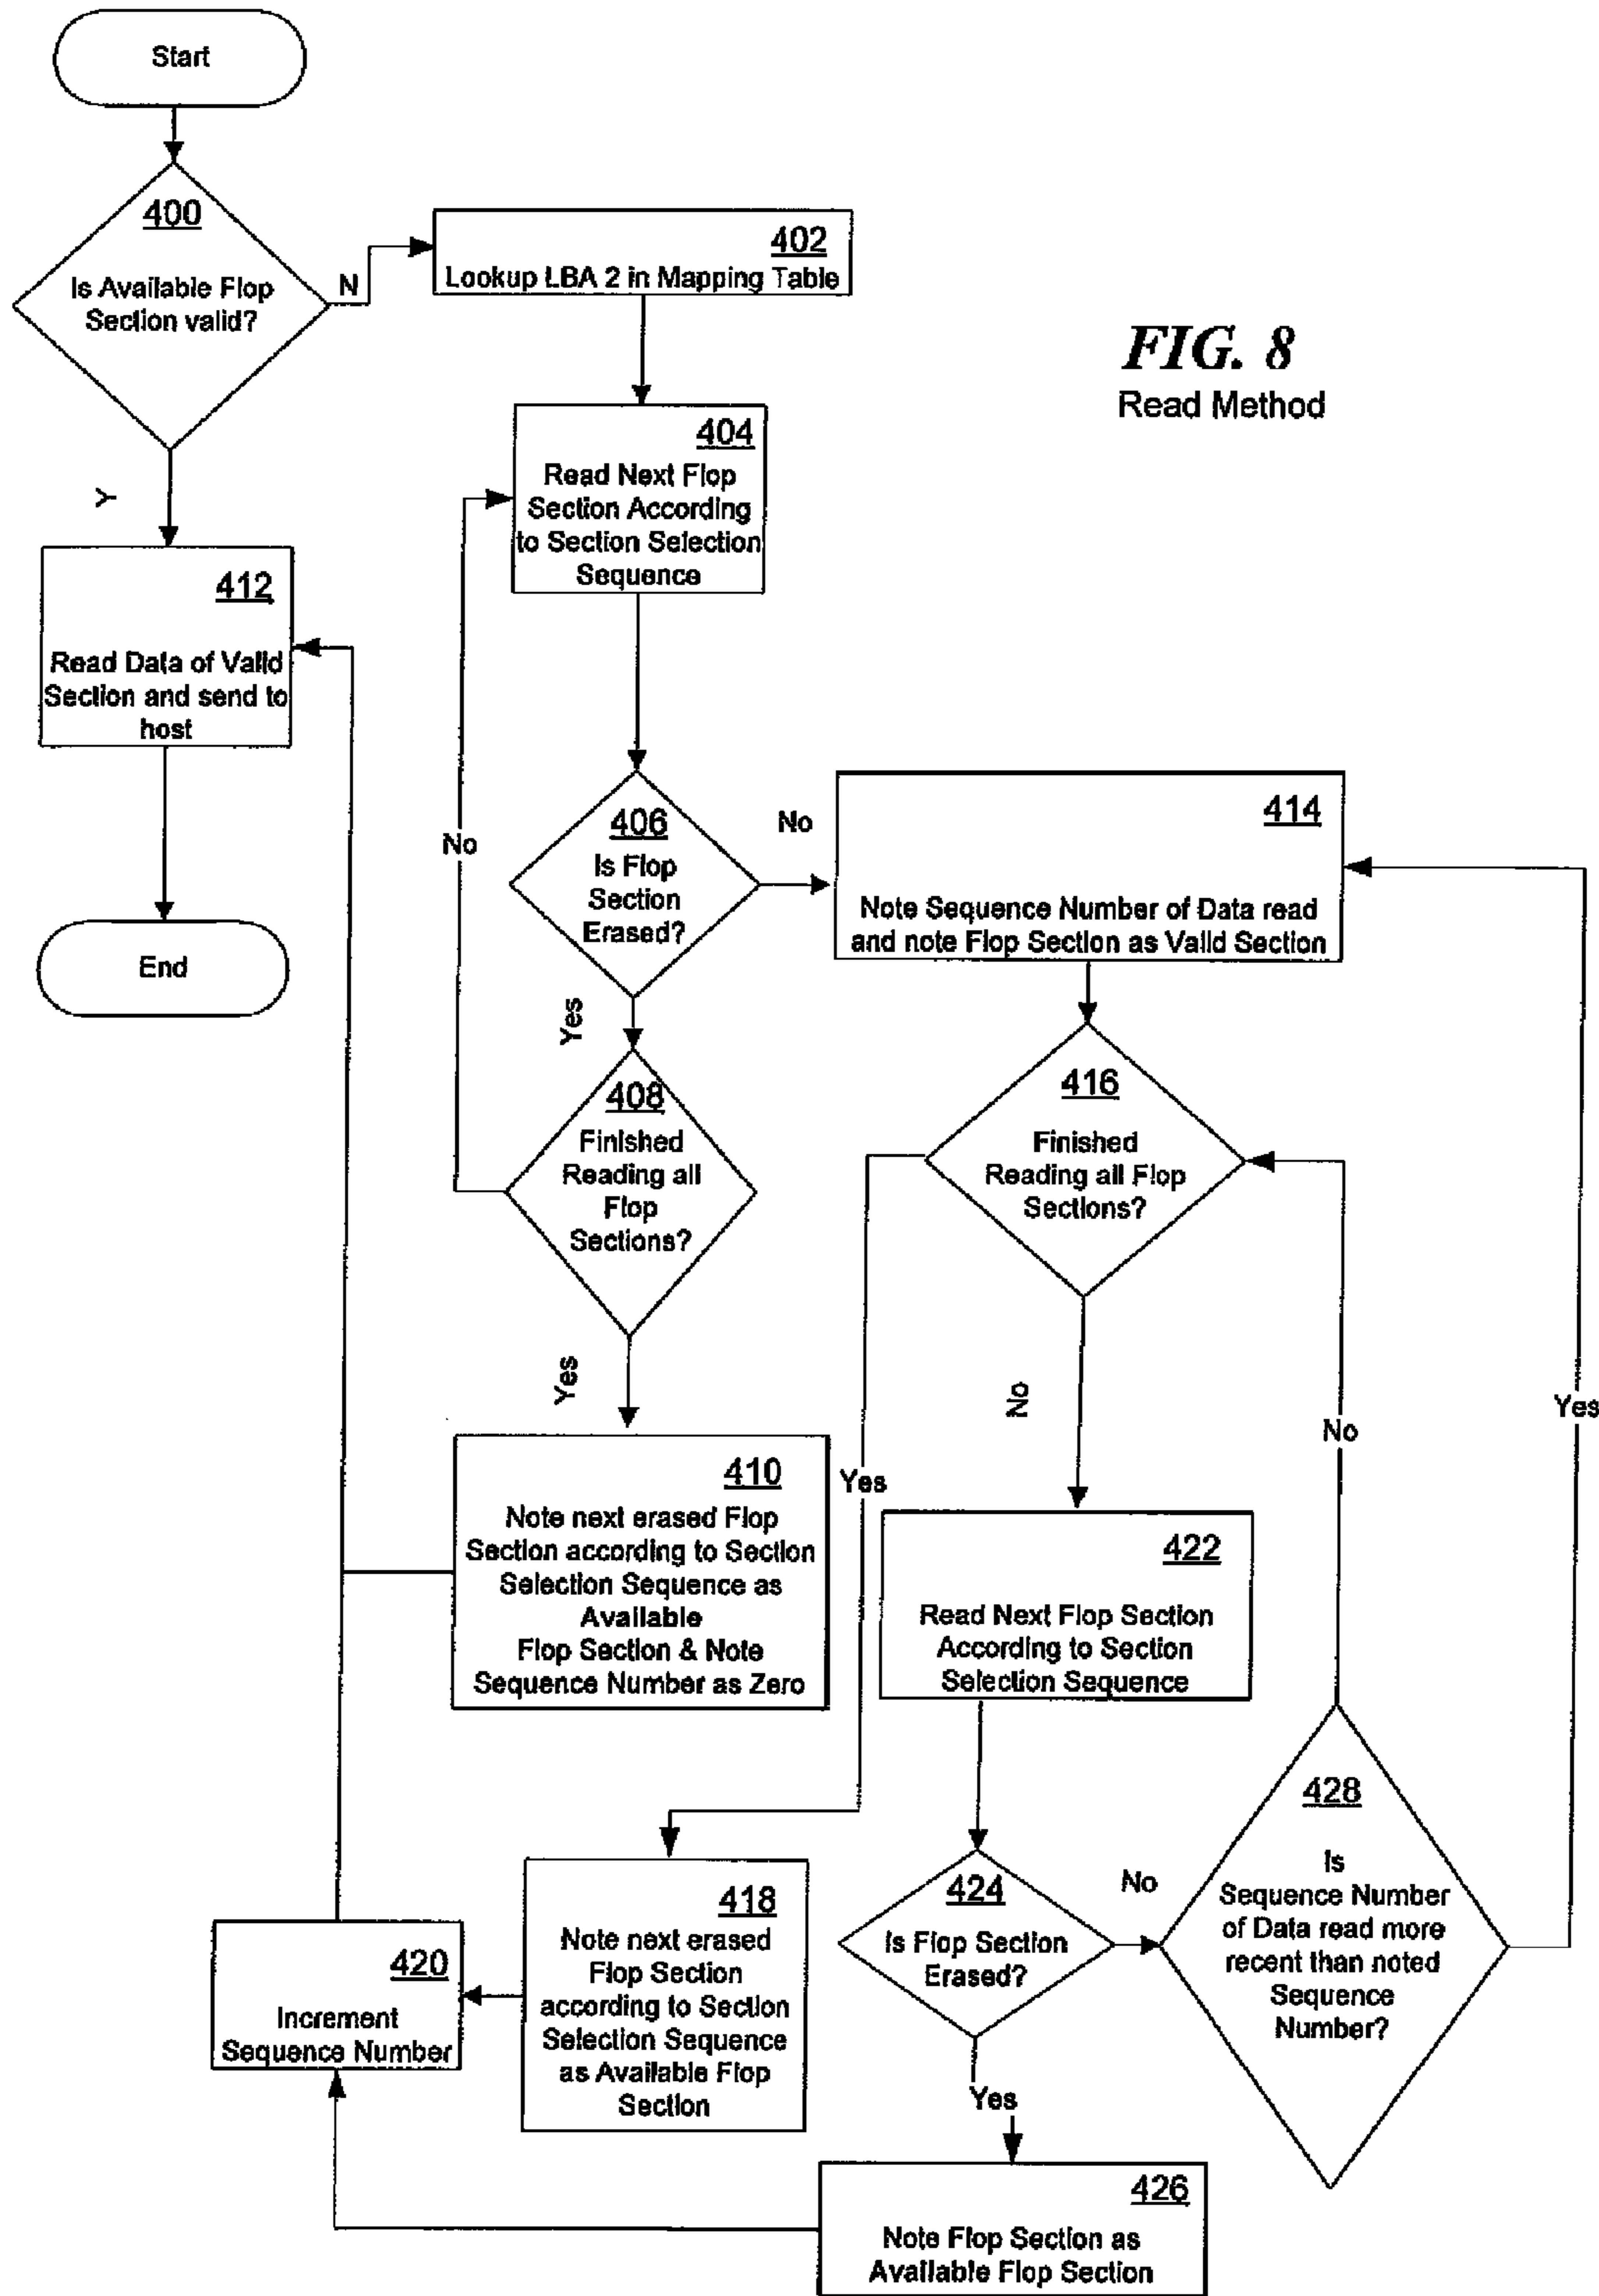 Start
400
Is Available Flop
Section valid?
N
Y
402
Lookup LBA 2 in Mapping Table
FIG. 8
Read Method
404
Read Next Flop
Section According
to Section Selection
Sequence
412
Read Data of Valid
Section and send to
host
End
406
Is Flop
Section
Erased?
No
Yes
408
Finished
Reading all
Flop
Sections?
No
Yes
410
Note next erased Flop
Section according to Section
Selection Sequence as
Available
Flop Section & Note
Sequence Number as Zero
414
Note Sequence Number of Data read
and note Flop Section as Valid Section
416
Finished
Reading all Flop
Sections?
Yes
No
422
Read Next Flop Section
According to Section
Selection Sequence
424
Is Flop Section
Erased?
No
Yes
428
Is
Sequence Number
of Data read more
recent than noted
Sequence
Number?
No
Yes
418
Note next erased
Flop Section
according to Section
Selection Sequence
as Available Flop
Section
420
Increment
Sequence Number
426
Note Flop Section as
Available Flop Section